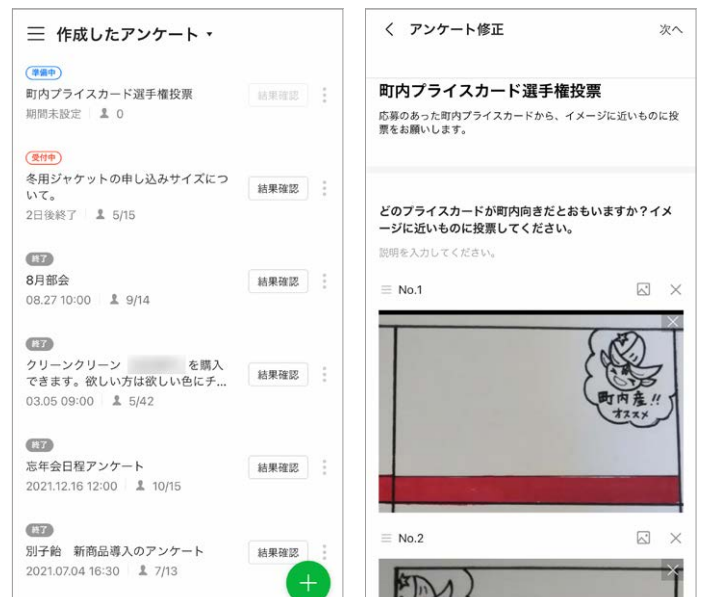 作成したアンケート
準備中
町内プライスカード選手権投票
結果確認
期間未設定 0
受付中
冬用ジャケットの申し込みサイズにつ
いて。
結果確認
2日後終了 5/15
終了
8月部会
結果確認
08.27 10:00 9/14
終了
クリーンクリーン を購入
できます。欲しい方は欲しい色にチ...
結果確認
03.05 09:00 5/42
終了
忘年会日程アンケート
結果確認
2021.12.16 12:00 10/15
終了
別子飴 新商品導入のアンケート
結果確認
2021.07.04 16:30 7/13
アンケート修正
次へ
町内プライスカード選手権投票
応募のあった町内プライスカードから、イメージに近いものに投
票をお願いします。
どのプライスカードが町内向きだとおもいますか？イメ
ージに近いものに投票してください。
説明を入力してください。
No.1
町内産!!
オススメ
No.2